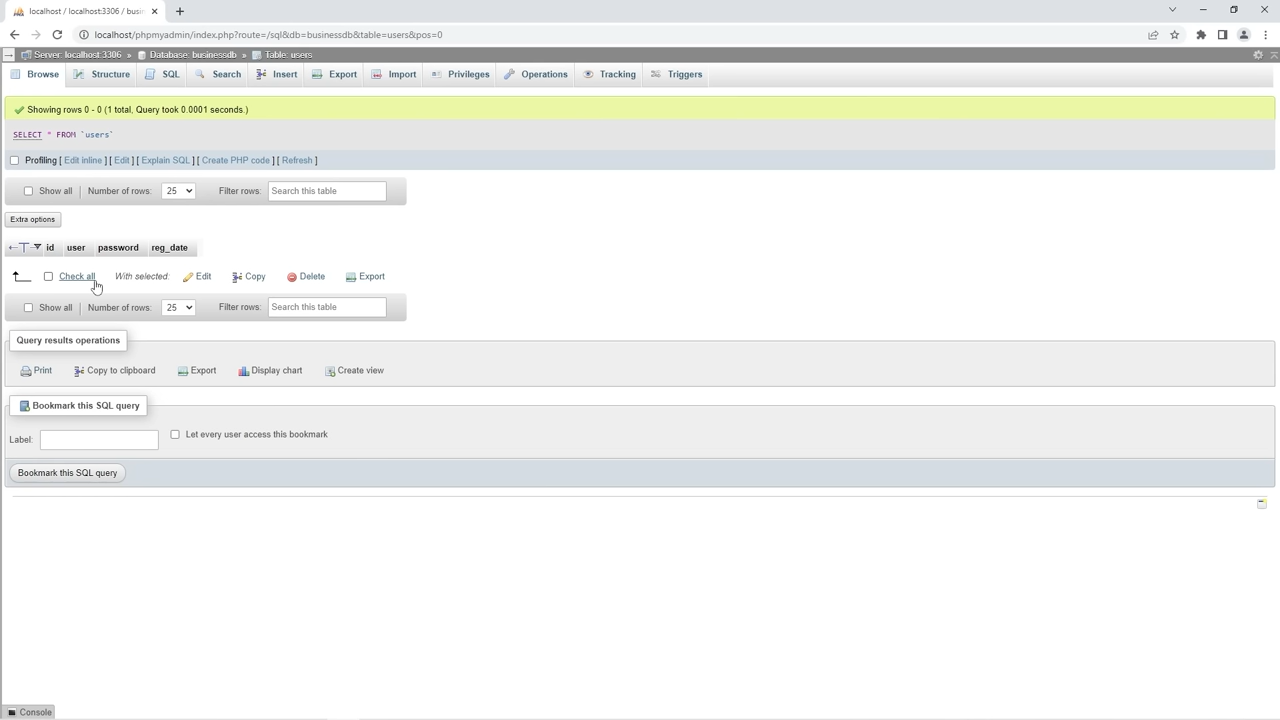 localhost / localhost:3306 / busin
localhost/phpmyadmin/index.php?route=/sql&db=businessdb&table=users&pos=0
Server: localhost:3306 » Database: businessdb » Table: users
Browse Structure SQL Search Insert Export Import Privileges Operations Tracking Triggers
Showing rows 0 - 0 (1 total, Query took 0.0001 seconds.)
SELECT * FROM `users`
Profiling [ Edit inline ] [ Edit ] [ Explain SQL ] [ Create PHP code ] [ Refresh ]
Show all Number of rows: 25 Filter rows: Search this table
Extra options
id user password reg_date
Check all With selected: Edit Copy Delete Export
Show all Number of rows: 25 Filter rows: Search this table
Query results operations
Print Copy to clipboard Export Display chart Create view
Bookmark this SQL query
Label: Let every user access this bookmark
Bookmark this SQL query
Console